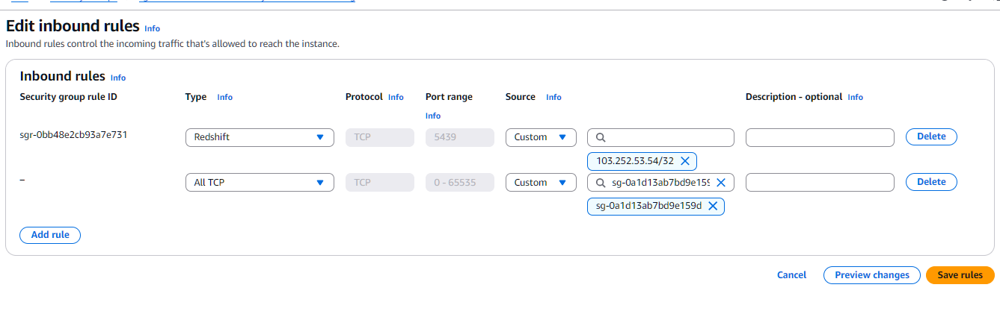 Edit inbound rules Info
Inbound rules control the incoming traffic that's allowed to reach the instance.
Inbound rules Info
Security group rule ID Type Info Protocol Info Port range Info Source Info Description - optional Info
sgr-0bb48e2cb93a7e731 Redshift TCP 5439 Custom Delete
103.252.53.54/32
– All TCP TCP 0 - 65535 Custom sg-0a1d13ab7bd9e159 Delete
sg-0a1d13ab7bd9e159d
Add rule
Cancel Preview changes Save rules